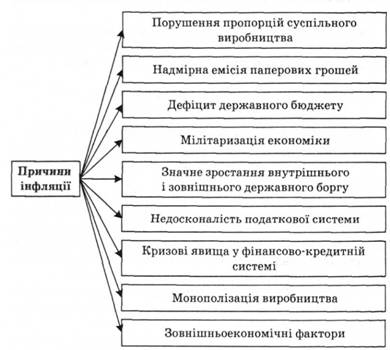 Причини
інфляції
Порушення пропорцій суспільного
виробництва
Надмірна емісія паперових грошей
Дефіцит державного бюджету
Мілітаризація економіки
Значне зростання внутрішнього
і зовнішнього державного боргу
Недосконалість податкової системи
Кризові явища у фінансово-кредитній
системі
Монополізація виробництва
Зовнішньоекономічні фактори